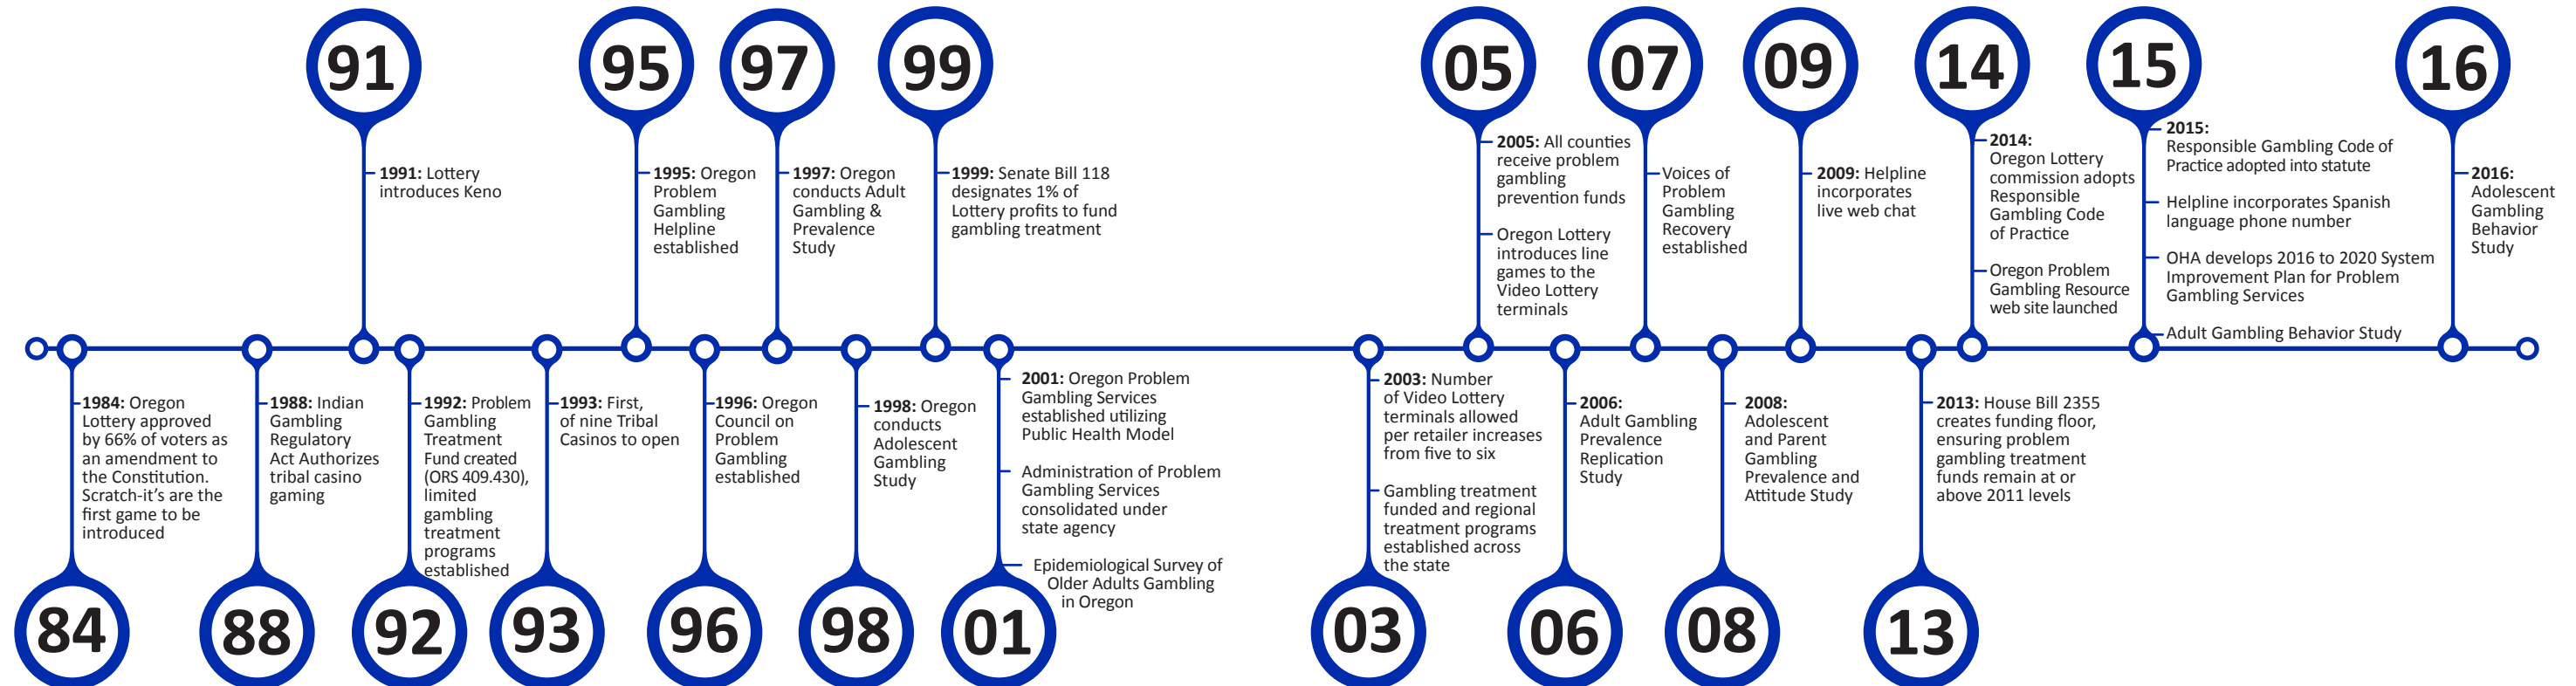 91
95
97
99
05
07
09
14
15
16
1991: Lottery
introduces Keno
1995: Oregon
Problem
Gambling
Helpline
established
1997: Oregon
conducts Adult
Gambling &
Prevalence
Study
1999: Senate Bill 118
designates 1% of
Lottery profits to fund
gambling treatment
2005: All counties
receive problem
gambling
prevention funds
Oregon Lottery
introduces line
games to the
Video Lottery
terminals
Voices of
Problem
Gambling
Recovery
established
2009: Helpline
incorporates
live web chat
2014:
Oregon Lottery
commission adopts
Responsible
Gambling Code
of Practice
Oregon Problem
Gambling Resource
web site launched
2015:
Responsible Gambling Code of
Practice adopted into statute
Helpline incorporates Spanish
language phone number
OHA develops 2016 to 2020 System
Improvement Plan for Problem
Gambling Services
Adult Gambling Behavior Study
2016:
Adolescent
Gambling
Behavior
Study
1984: Oregon
Lottery approved
by 66% of voters as
an amendment to
the Constitution.
Scratch-it's are the
first game to be
introduced
1988: Indian
Gambling
Regulatory
Act Authorizes
tribal casino
gaming
1992: Problem
Gambling
Treatment
Fund created
(ORS 409.430),
limited
gambling
treatment
programs
established
1993: First,
of nine Tribal
Casinos to open
1996: Oregon
Council on
Problem
Gambling
established
1998: Oregon
conducts
Adolescent
Gambling
Study
2001: Oregon Problem
Gambling Services
established utilizing
Public Health Model
Administration of Problem
Gambling Services
consolidated under
state agency
Epidemiological Survey of
Older Adults Gambling
in Oregon
2003: Number
of Video Lottery
terminals allowed
per retailer increases
from five to six
Gambling treatment
funded and regional
treatment programs
established across
the state
2006:
Adult Gambling
Prevalence
Replication
Study
2008:
Adolescent
and Parent
Gambling
Prevalence and
Attitude Study
2013: House Bill 2355
creates funding floor,
ensuring problem
gambling treatment
funds remain at or
above 2011 levels
84
88
92
93
96
98
01
03
06
08
13